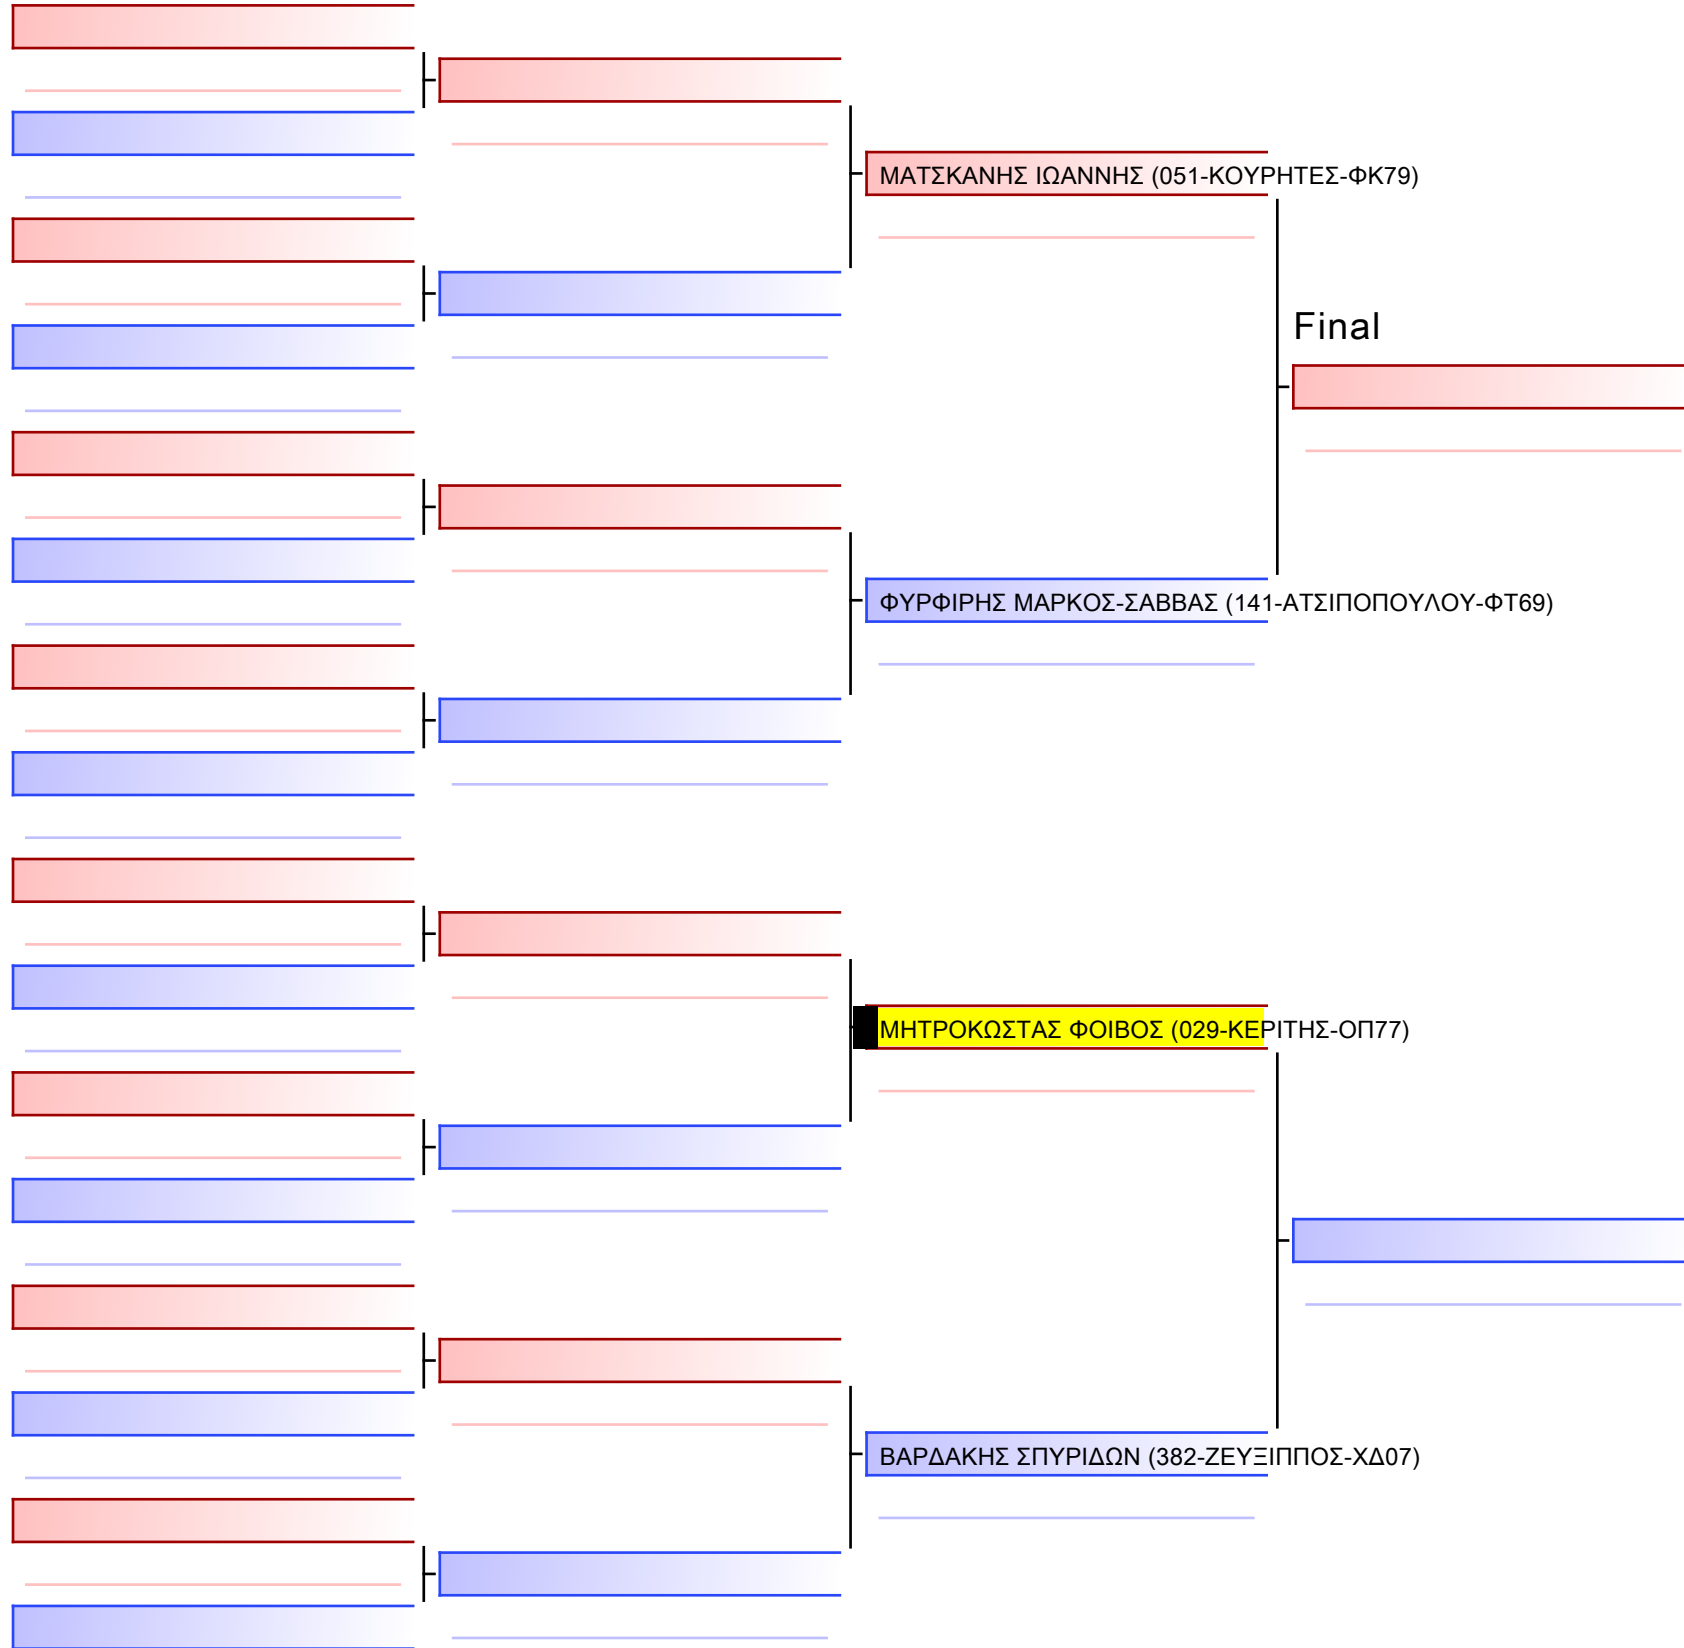 ΜΑΤΣΚΑΝΗΣ ΙΩΑΝΝΗΣ (051-ΚΟΥΡΗΤΕΣ-ΦΚ79)
Final
ΦΥΡΦΙΡΗΣ ΜΑΡΚΟΣ-ΣΑΒΒΑΣ (141-ΑΤΣΙΠΟΠΟΥΛΟΥ-ΦΤ69)
ΜΗΤΡΟΚΩΣΤΑΣ ΦΟΙΒΟΣ (029-ΚΕΡΙΤΗΣ-ΟΠ77)
ΒΑΡΔΑΚΗΣ ΣΠΥΡΙΔΩΝ (382-ΖΕΥΞΙΠΠΟΣ-ΧΔ07)